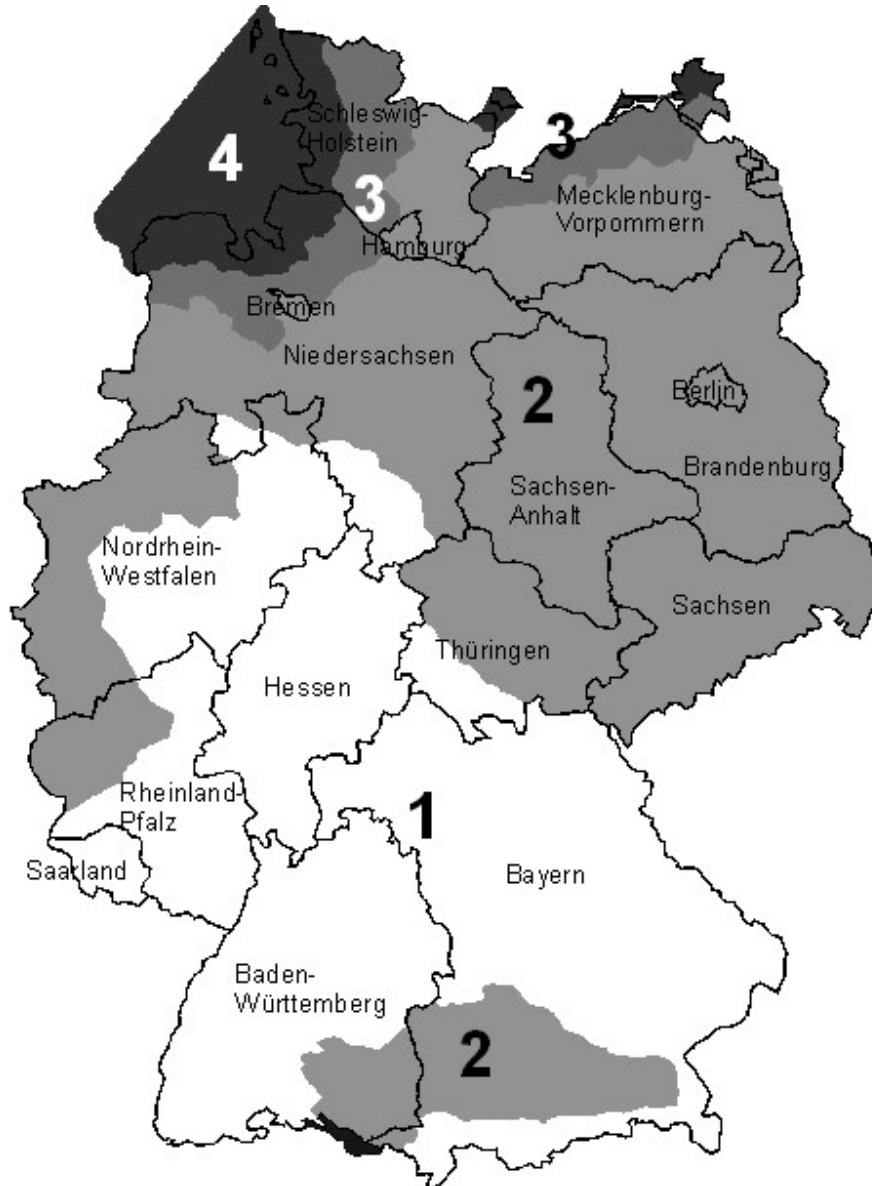 Schleswig-
Holstein
4
3
3
Mecklenburg-
Vorpommern
Hamburg
Bremen
Niedersachsen
2
Berlin
Brandenburg
Sachsen-
Anhalt
Nordrhein-
Westfalen
Sachsen
Thüringen
Hessen
Rheinland-
Pfalz
1
Saarland
Bayern
Baden-
Württemberg
2